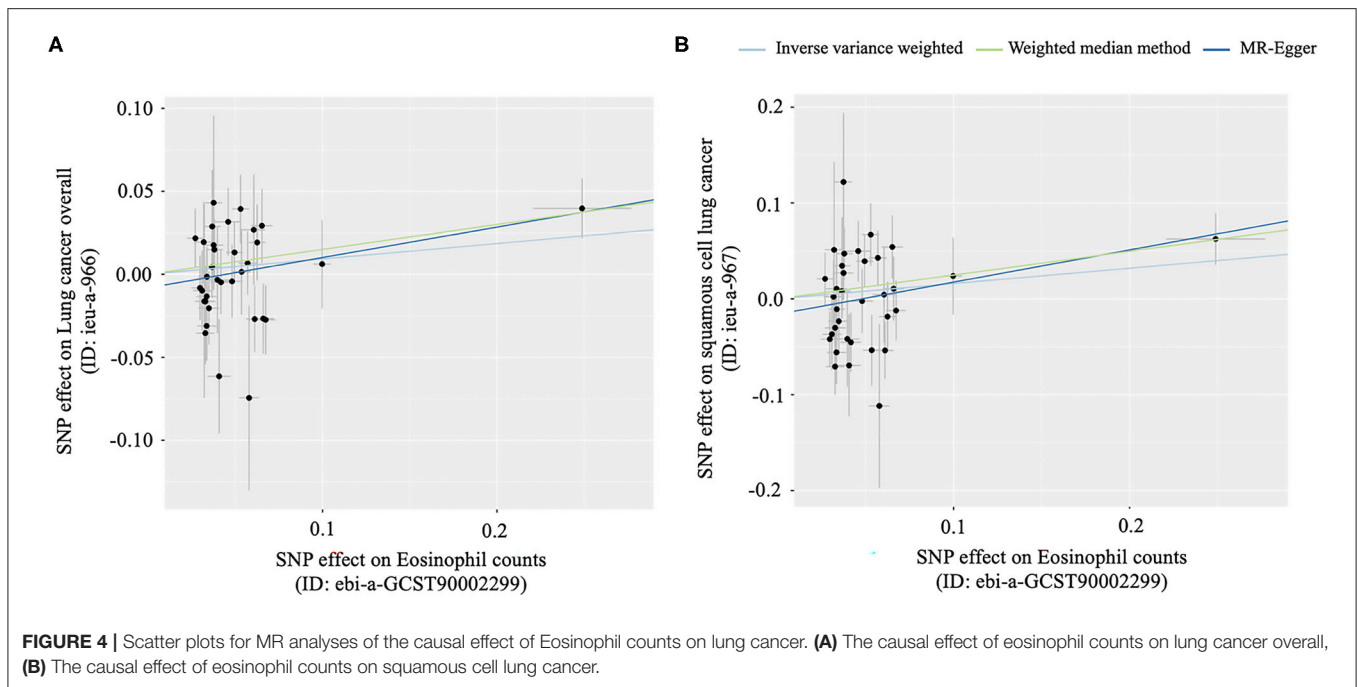 A
B
Inverse variance weighted
Weighted median method
MR-Egger
0.10
0.05
0.00
-0.05
-0.10
SNP effect on Lung cancer overall
(ID: ieu-a-966)
0.1
0.2
SNP effect on Eosinophil counts
(ID: ebi-a-GCST90002299)
0.2
0.1
0.0
-0.1
-0.2
SNP effect on squamous cell lung cancer
(ID: ieu-a-967)
0.1
0.2
SNP effect on Eosinophil counts
(ID: ebi-a-GCST90002299)
FIGURE 4 | Scatter plots for MR analyses of the causal effect of Eosinophil counts on lung cancer. (A) The causal effect of eosinophil counts on lung cancer overall,
(B) The causal effect of eosinophil counts on squamous cell lung cancer.